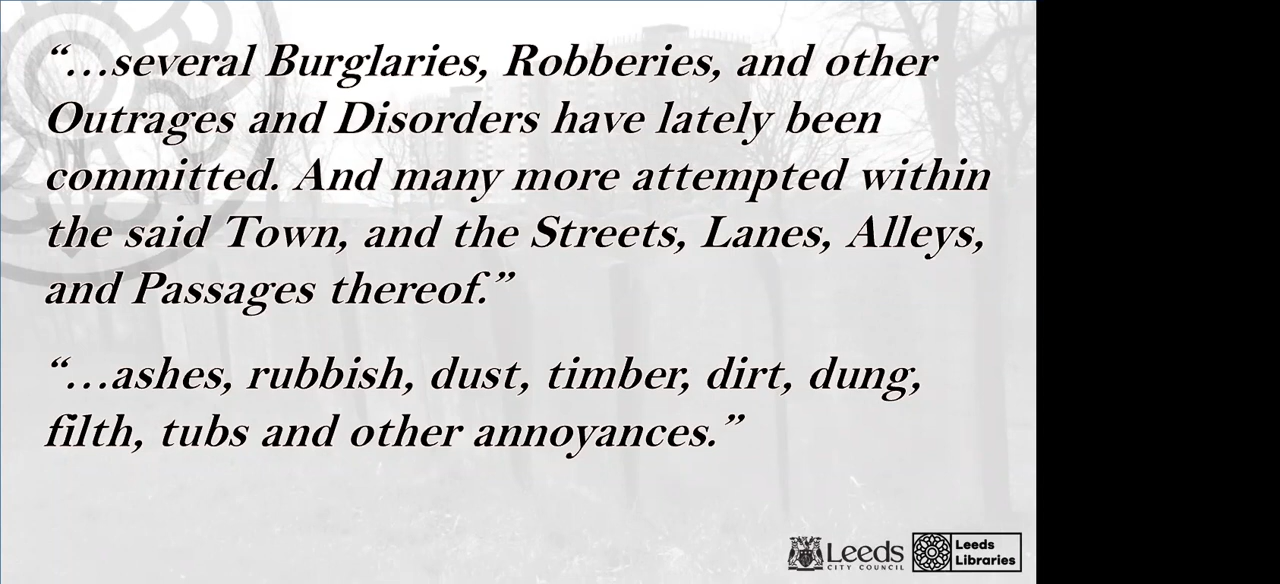 “…several Burglaries, Robberies, and other
Outrages and Disorders have lately been
committed. And many more attempted within
the said Town, and the Streets, Lanes, Alleys,
and Passages thereof.”
“…ashes, rubbish, dust, timber, dirt, dung,
filth, tubs and other annoyances.”
Leeds
CITY COUNCIL
Leeds
Libraries